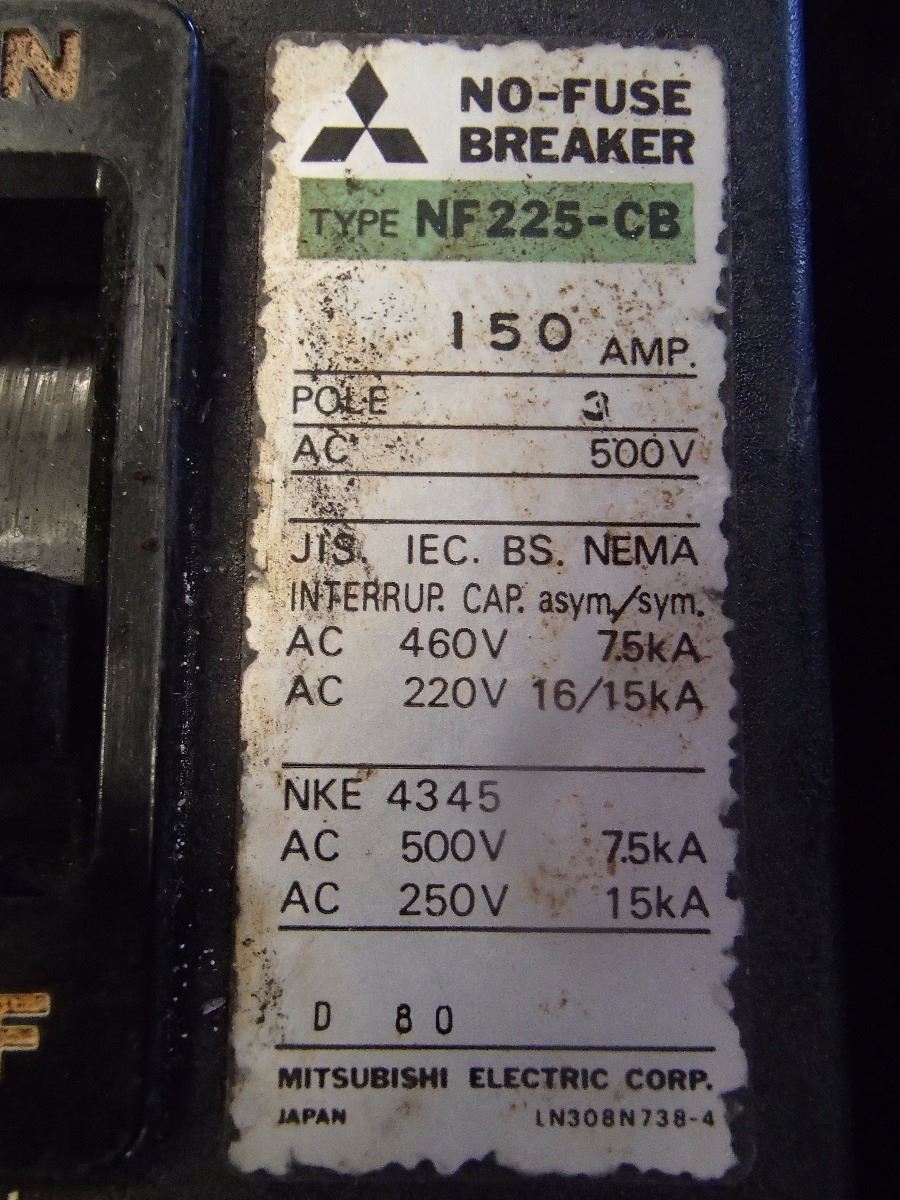 N
NO-FUSE
BREAKER
TYPE NF225-CB
150 AMP.
POLE 3
AC 500V
JIS. IEC. BS. NEMA
INTERRUP. CAP. asym./sym.
AC 460V 7.5kA
AC 220V 16/15kA
NKE 4345
AC 500V 7.5kA
AC 250V 15kA
D 80
F
MITSUBISHI ELECTRIC CORP.
JAPAN LN308N738-4